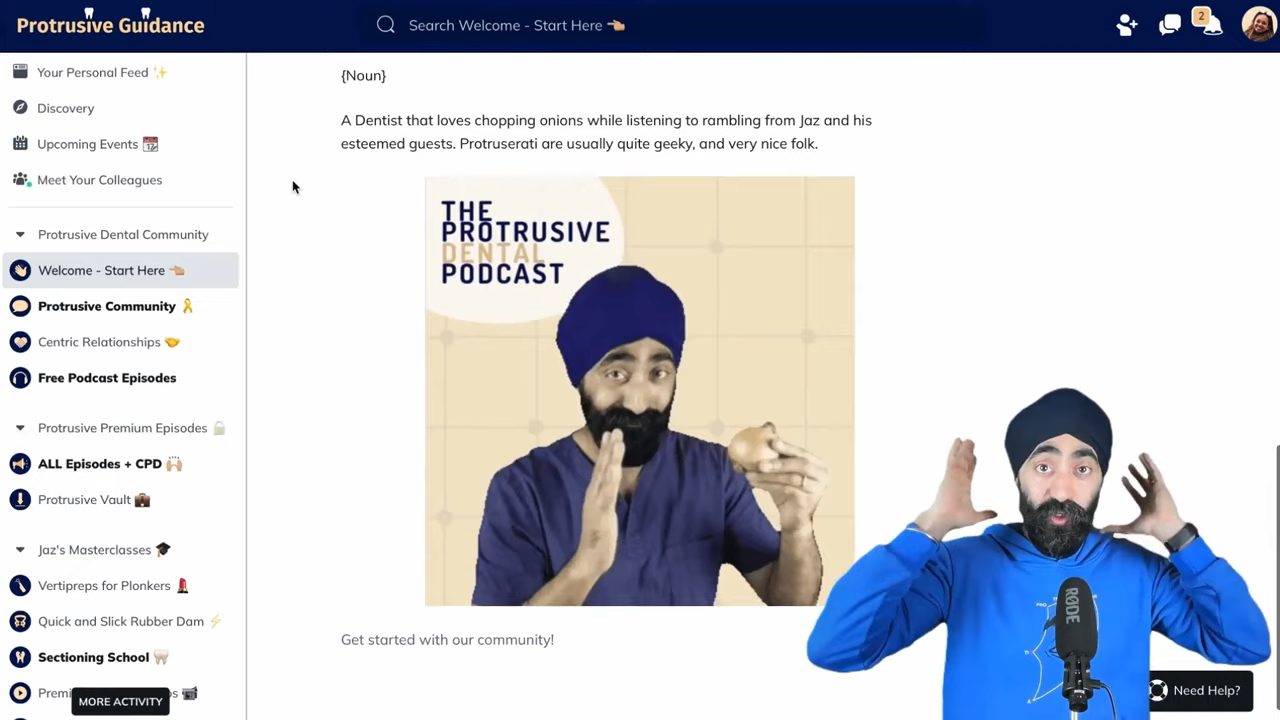 Protrusive Guidance
Search Welcome - Start Here 👈🏼
2
Your Personal Feed ✨
Discovery
Upcoming Events 📆
Meet Your Colleagues
Protrusive Dental Community
Welcome - Start Here 👈🏼
Protrusive Community 🎗️
Centric Relationships 🤝
Free Podcast Episodes
Protrusive Premium Episodes 🔒
ALL Episodes + CPD 🙌🏼
Protrusive Vault 💼
Jaz's Masterclasses 🎓
Vertipreps for Plonkers 💄
Quick and Slick Rubber Dam ⚡
Sectioning School 🦷
MORE ACTIVITY
{Noun}
A Dentist that loves chopping onions while listening to rambling from Jaz and his
esteemed guests. Protruserati are usually quite geeky, and very nice folk.
THE
PROTRUSIVE
DENTAL
PODCAST
Get started with our community!
RØDE
Need Help?